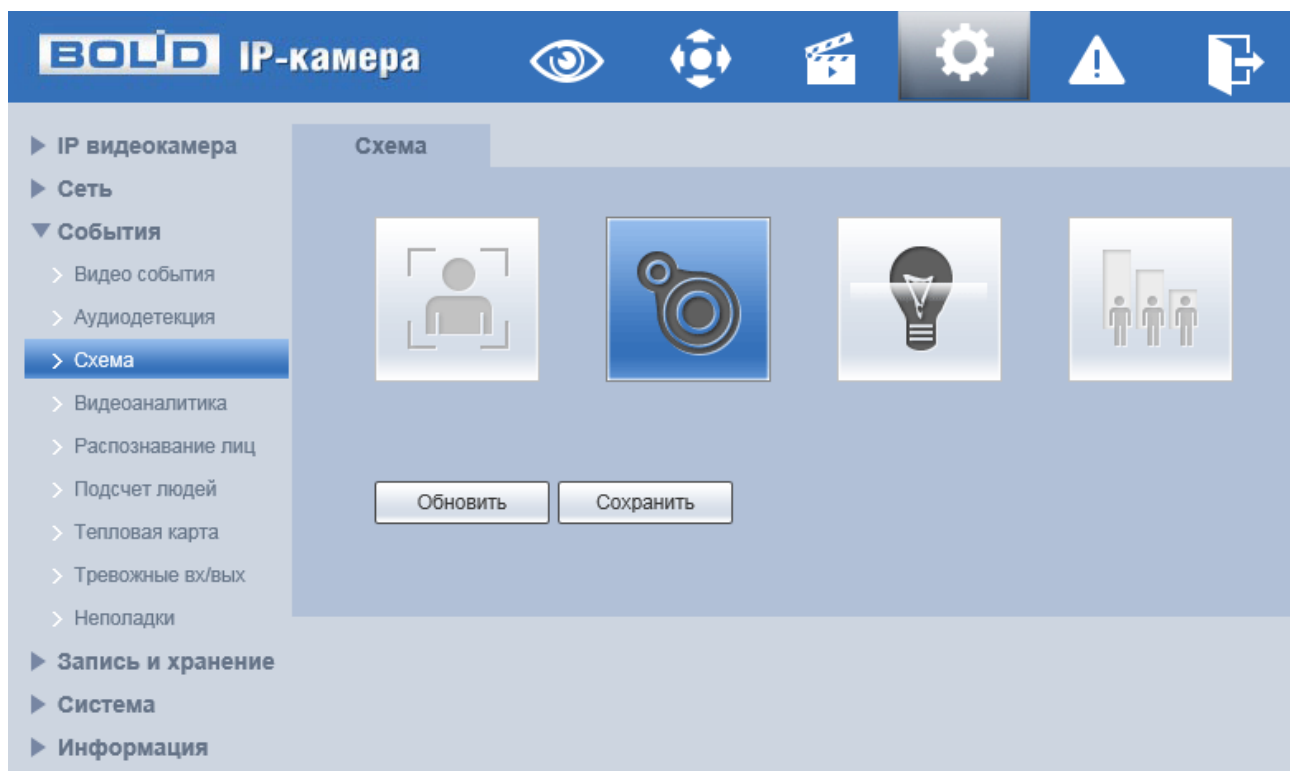 BOLID IP-камера
IP видеокамера
Схема
Сеть
События
Видео события
Аудиодетекция
Схема
Видеоаналитика
Распознавание лиц
Подсчет людей
Обновить
Сохранить
Тепловая карта
Тревожные вх/вых
Неполадки
Запись и хранение
Система
Информация